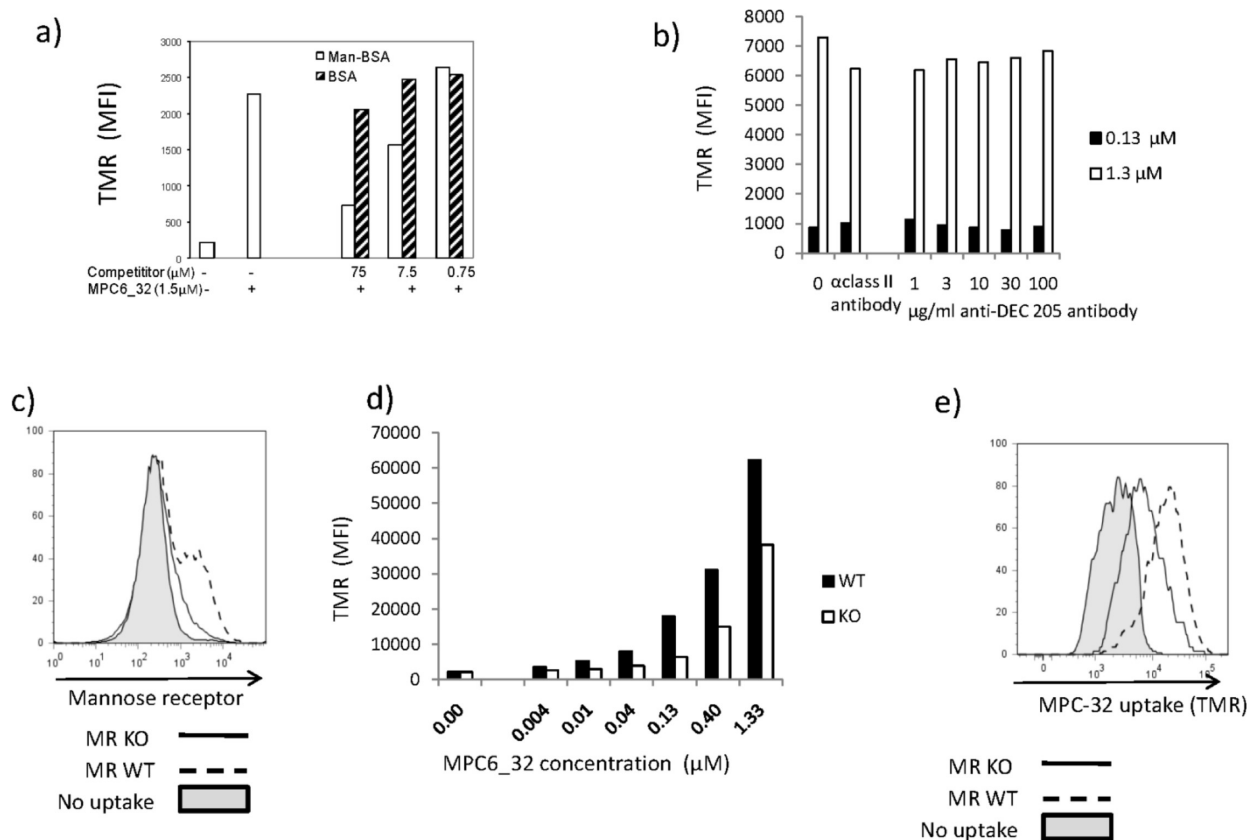 a)
TMR (MFI)
3000
2500
2000
1500
1000
500
0
Man-BSA
BSA
Competititor (μM) - - 75 7.5 0.75
MPC6_32 (1.5μM) - + + + +
b)
TMR (MFI)
8000
7000
6000
5000
4000
3000
2000
1000
0
0.13 μM
1.3 μM
0 αclass II 1 3 10 30 100
antibody μg/ml anti-DEC 205 antibody
c)
100
80
60
40
20
0
10⁰ 10¹ 10² 10³ 10⁴
Mannose receptor
MR KO
MR WT
No uptake
d)
TMR (MFI)
70000
60000
50000
40000
30000
20000
10000
0
WT
KO
0.00 0.004 0.01 0.04 0.13 0.40 1.33
MPC6_32 concentration (μM)
e)
100
80
60
40
20
0
0 10³ 10⁴ 10⁵
MPC-32 uptake (TMR)
MR KO
MR WT
No uptake